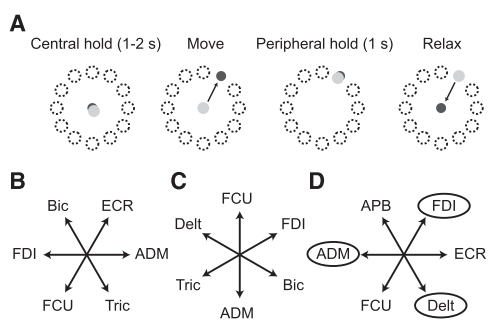 A
Central hold (1-2 s) Move Peripheral hold (1 s) Relax
B C D
Bic ECR
FDI ADM
FCU Tric
FCU
Delt FDI
Tric Bic
ADM
APB FDI
ADM ECR
FCU Delt